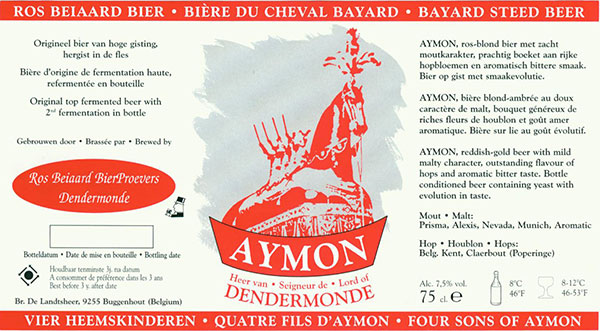 ROS BEIAARD BIER • BIÈRE DU CHEVAL BAYARD • BAYARD STEED BEER
Origineel bier van hoge gisting,
hergist in de fles
Bière d'origine de fermentation haute,
refermentée en bouteille
Original top fermented beer with
2nd fermentation in bottle
Gebrouwen door • Brassée par • Brewed by
Ros Beiaard BierProevers
Dendermonde
Botteldatum • Date de mise en bouteille • Bottling date
Houdbaar tenminste 3j. na datum
A consommer de préférence dans les 3 ans
Best before 3 y. after date
Br. De Landtsheer, 9255 Buggenhout (Belgium)
AYMON
Heer van • Seigneur de • Lord of
DENDERMONDE
AYMON, ros-blond bier met zacht
moutkarakter, prachtig boeket aan rijke
hopbloemen en aromatisch bittere smaak.
Bier op gist met smaakevolutie.
AYMON, bière blond-ambrée au doux
caractère de malt, bouquet généreux de
riches fleurs de houblon et goût amer
aromatique. Bière sur lie au goût évolutif.
AYMON, reddish-gold beer with mild
malty character, outstanding flavour of
hops and aromatic bitter taste. Bottle
conditioned beer containing yeast with
evolution in taste.
Mout • Malt:
Prisma, Alexis, Nevada, Munich, Aromatic
Hop • Houblon • Hops:
Belg. Kent, Claerbout (Poperinge)
Alc. 7,5% vol.
75 cl. e
8°C
46°F
8-12°C
46-53°F
VIER HEEMSKINDEREN • QUATRE FILS D'AYMON • FOUR SONS OF AYMON